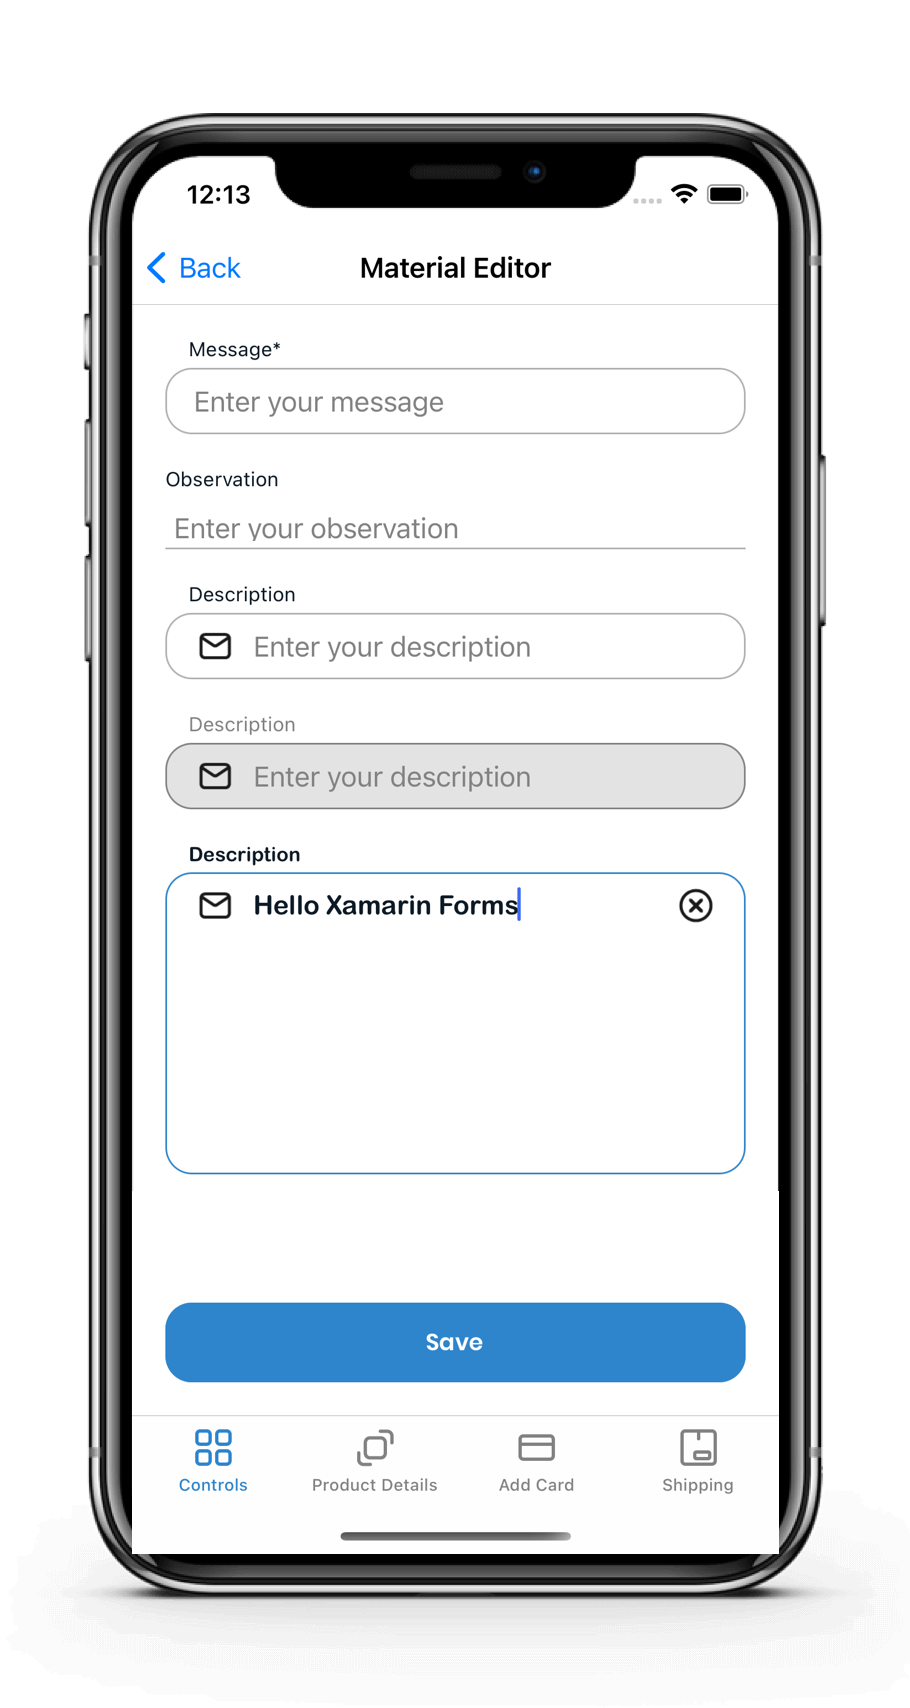 12:13
Back
Material Editor
Message*
Enter your message
Observation
Enter your observation
Description
Enter your description
Description
Enter your description
Description
Hello Xamarin Forms
Save
Controls
Product Details
Add Card
Shipping